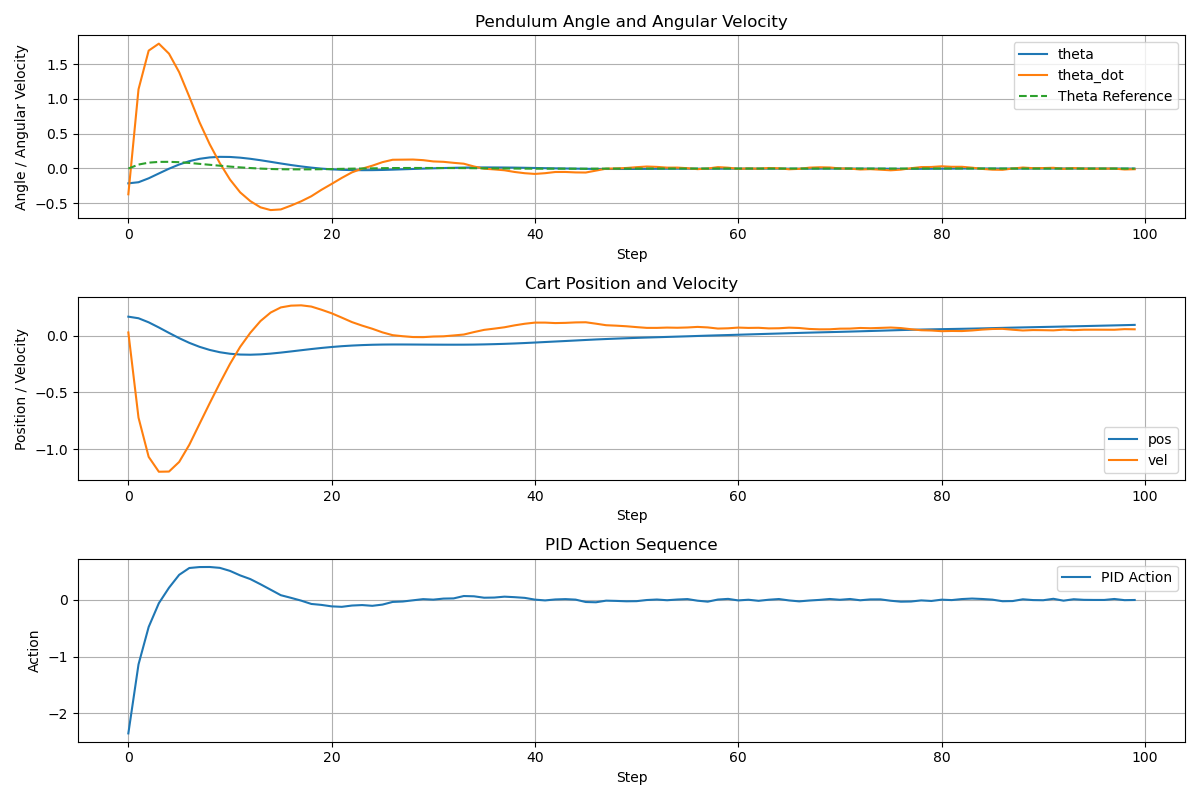 Pendulum Angle and Angular Velocity
Angle / Angular Velocity
1.5
1.0
0.5
0.0
−0.5
theta
theta_dot
Theta Reference
0 20 40 60 80 100
Step
Cart Position and Velocity
Position / Velocity
0.0
−0.5
−1.0
pos
vel
0 20 40 60 80 100
Step
PID Action Sequence
Action
0
−1
−2
PID Action
0 20 40 60 80 100
Step